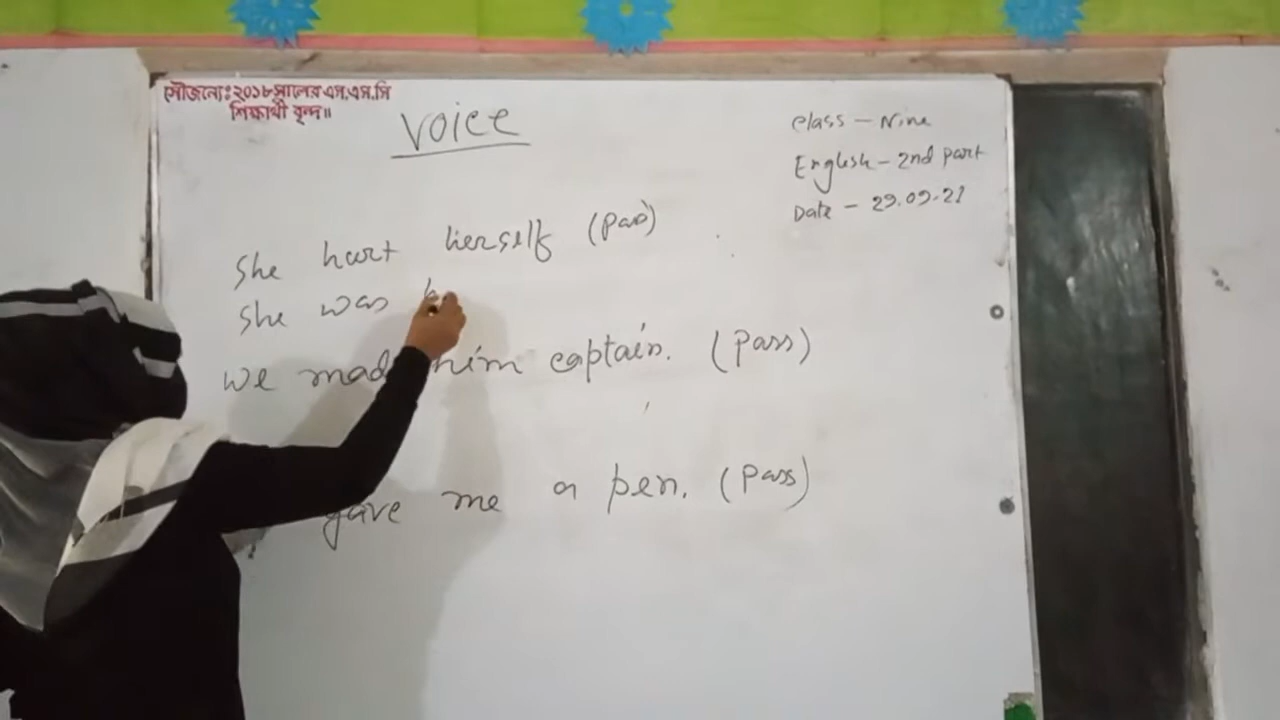 সৌজন্যেঃ ২০১৮ সালের এস.এস.সি
শিক্ষার্থী বৃন্দ॥
Voice
Class - Nine
English - 2nd Part
Date - 29.09.21
She hurt herself (Pass)
She was
We made him captain. (Pass)
gave me a pen. (Pass)